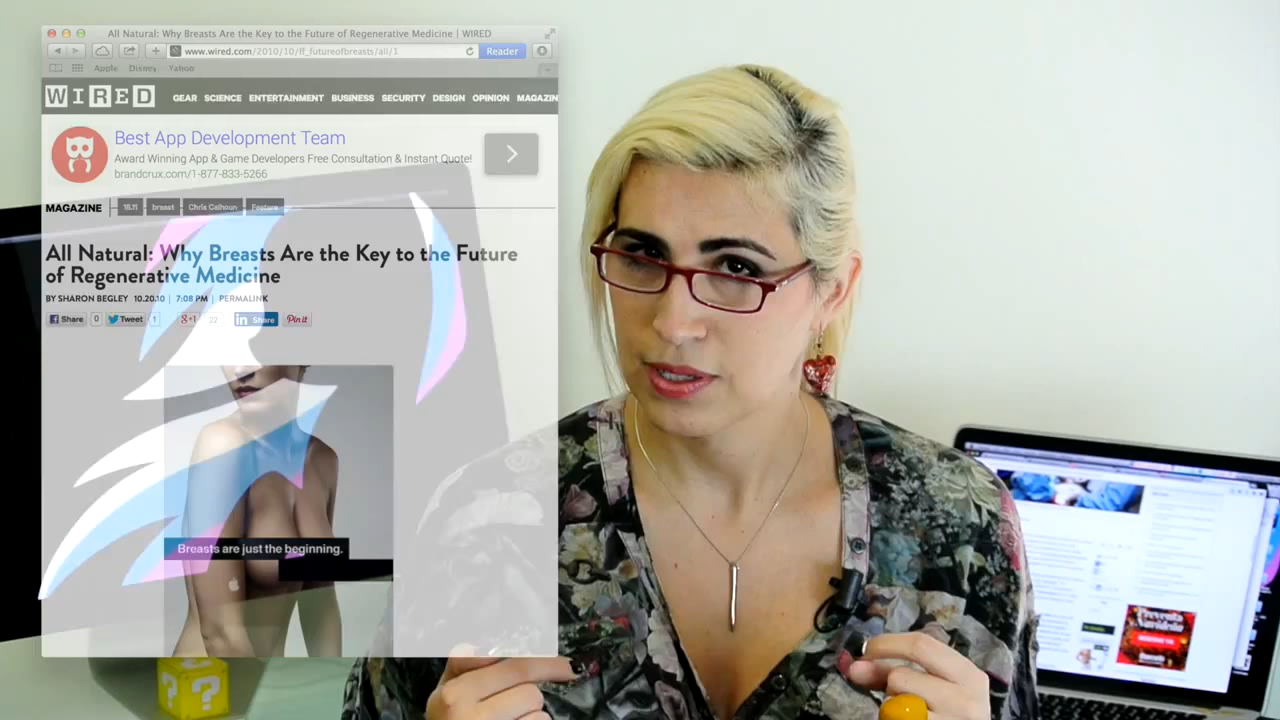 All Natural: Why Breasts Are the Key to the Future of Regenerative Medicine | WIRED
www.wired.com/2010/10/ff_futureofbreasts/all/1
Reader
Apple Disney Yahoo
WIRED GEAR SCIENCE ENTERTAINMENT BUSINESS SECURITY DESIGN OPINION MAGAZIN
Best App Development Team
Award Winning App & Game Developers Free Consultation & Instant Quote!
brandcrux.com/1-877-833-5266
MAGAZINE 18.11 breast Chris Calhoun Feature
All Natural: Why Breasts Are the Key to the Future
of Regenerative Medicine
BY SHARON BEGLEY 10.20.10 | 7:08 PM | PERMALINK
Share 0 Tweet 1 g+1 22 in Share Pin it
Breasts are just the beginning.
? ?